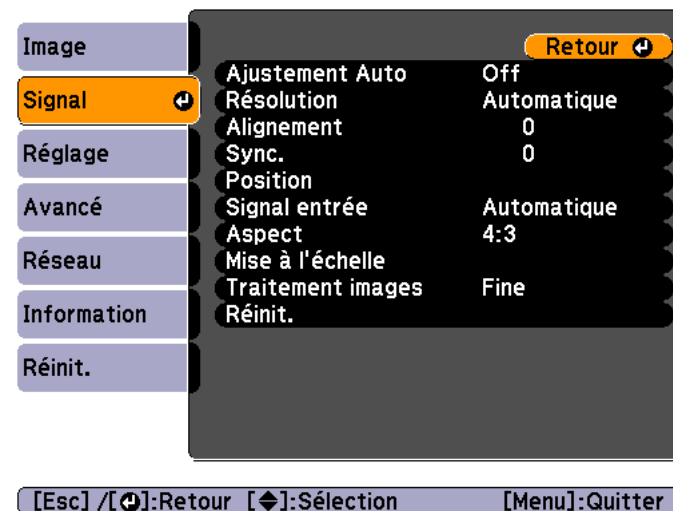 Image
Signal
Réglage
Avancé
Réseau
Information
Réinit.
Retour
Ajustement Auto Off
Résolution Automatique
Alignement 0
Sync. 0
Position
Signal entrée Automatique
Aspect 4:3
Mise à l'échelle
Traitement images Fine
Réinit.
[Esc] /[⏎]:Retour [◆]:Sélection [Menu]:Quitter